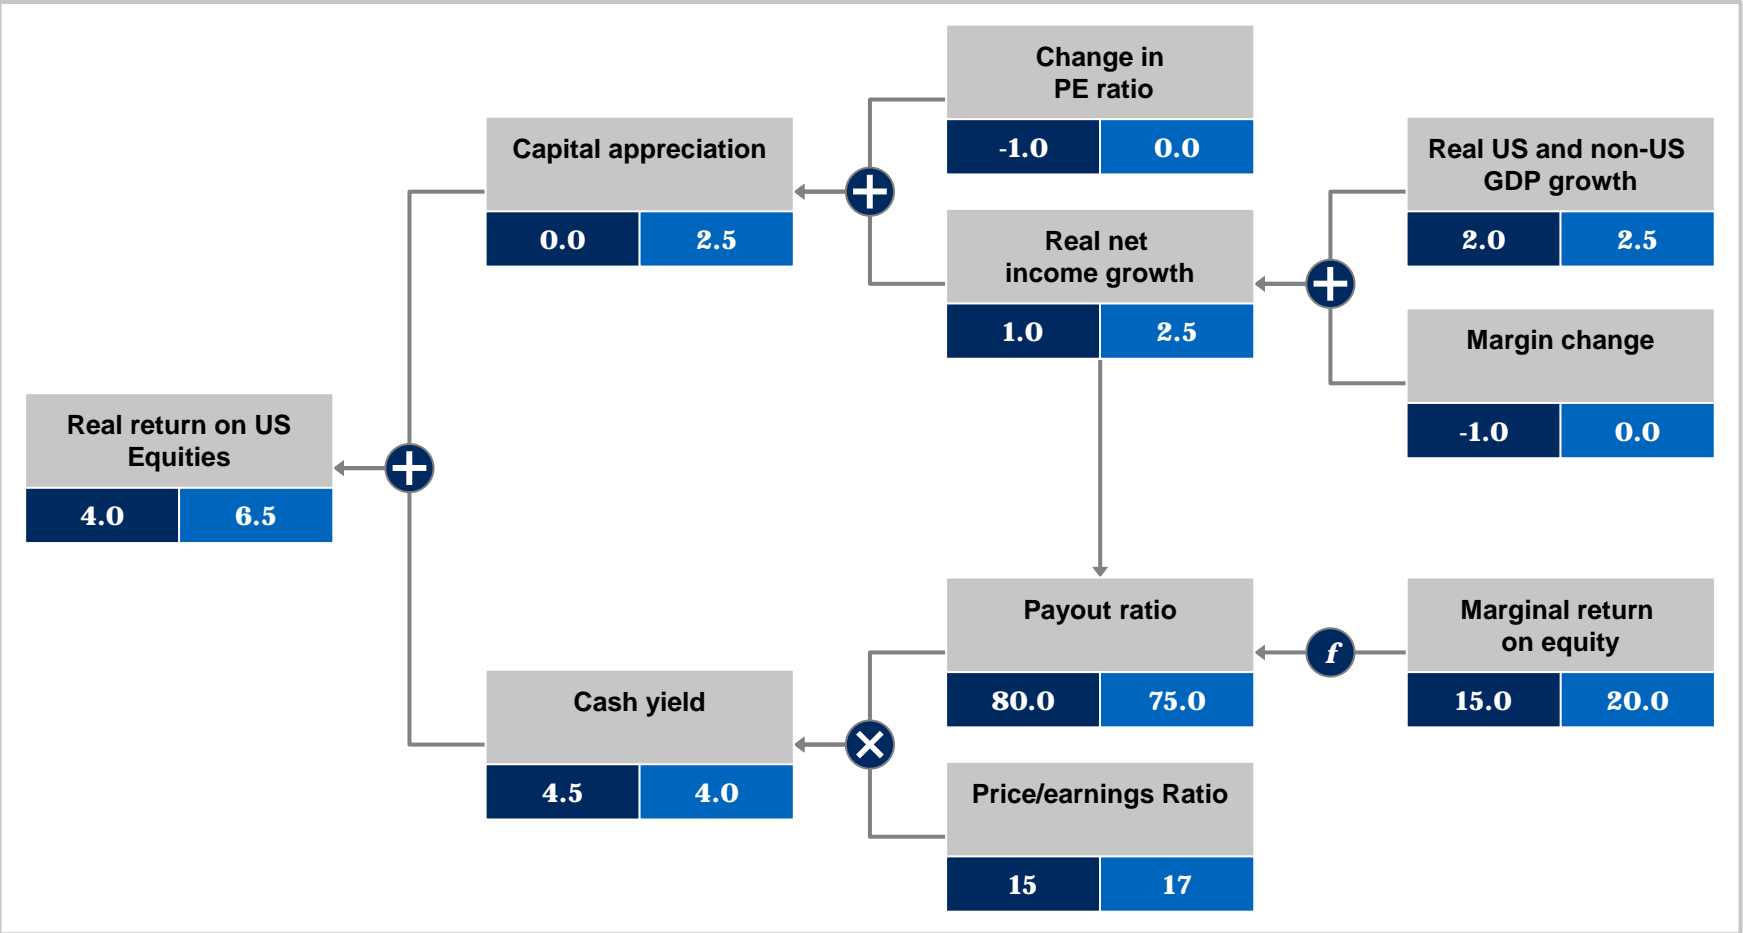 Change in
PE ratio
-1.0 0.0
Capital appreciation
0.0 2.5
Real US and non-US
GDP growth
2.0 2.5
Real net
income growth
1.0 2.5
Margin change
-1.0 0.0
Real return on US
Equities
4.0 6.5
Payout ratio
80.0 75.0
f
Marginal return
on equity
15.0 20.0
Cash yield
4.5 4.0
Price/earnings Ratio
15 17